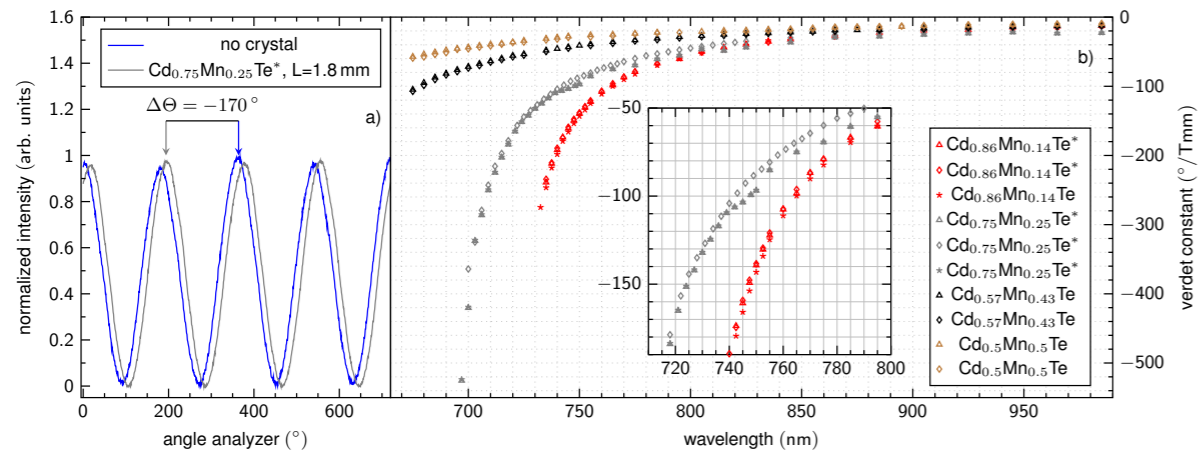 no crystal
Cd₀.₇₅Mn₀.₂₅Te*, L=1.8 mm
ΔΘ = −170 °
a)
1.6
1.4
1.2
1
0.8
0.6
0.4
0.2
0
normalized intensity (arb. units)
0 200 400 600
angle analyzer (°)
b)
−50
−100
−150
720 740 760 780 800
Cd₀.₈₆Mn₀.₁₄Te*
Cd₀.₈₆Mn₀.₁₄Te*
Cd₀.₈₆Mn₀.₁₄Te
Cd₀.₇₅Mn₀.₂₅Te*
Cd₀.₇₅Mn₀.₂₅Te*
Cd₀.₇₅Mn₀.₂₅Te*
Cd₀.₅₇Mn₀.₄₃Te
Cd₀.₅₇Mn₀.₄₃Te
Cd₀.₅Mn₀.₅Te
Cd₀.₅Mn₀.₅Te
700 750 800 850 900 950
wavelength (nm)
0
−100
−200
−300
−400
−500
verdet constant (°/Tmm)